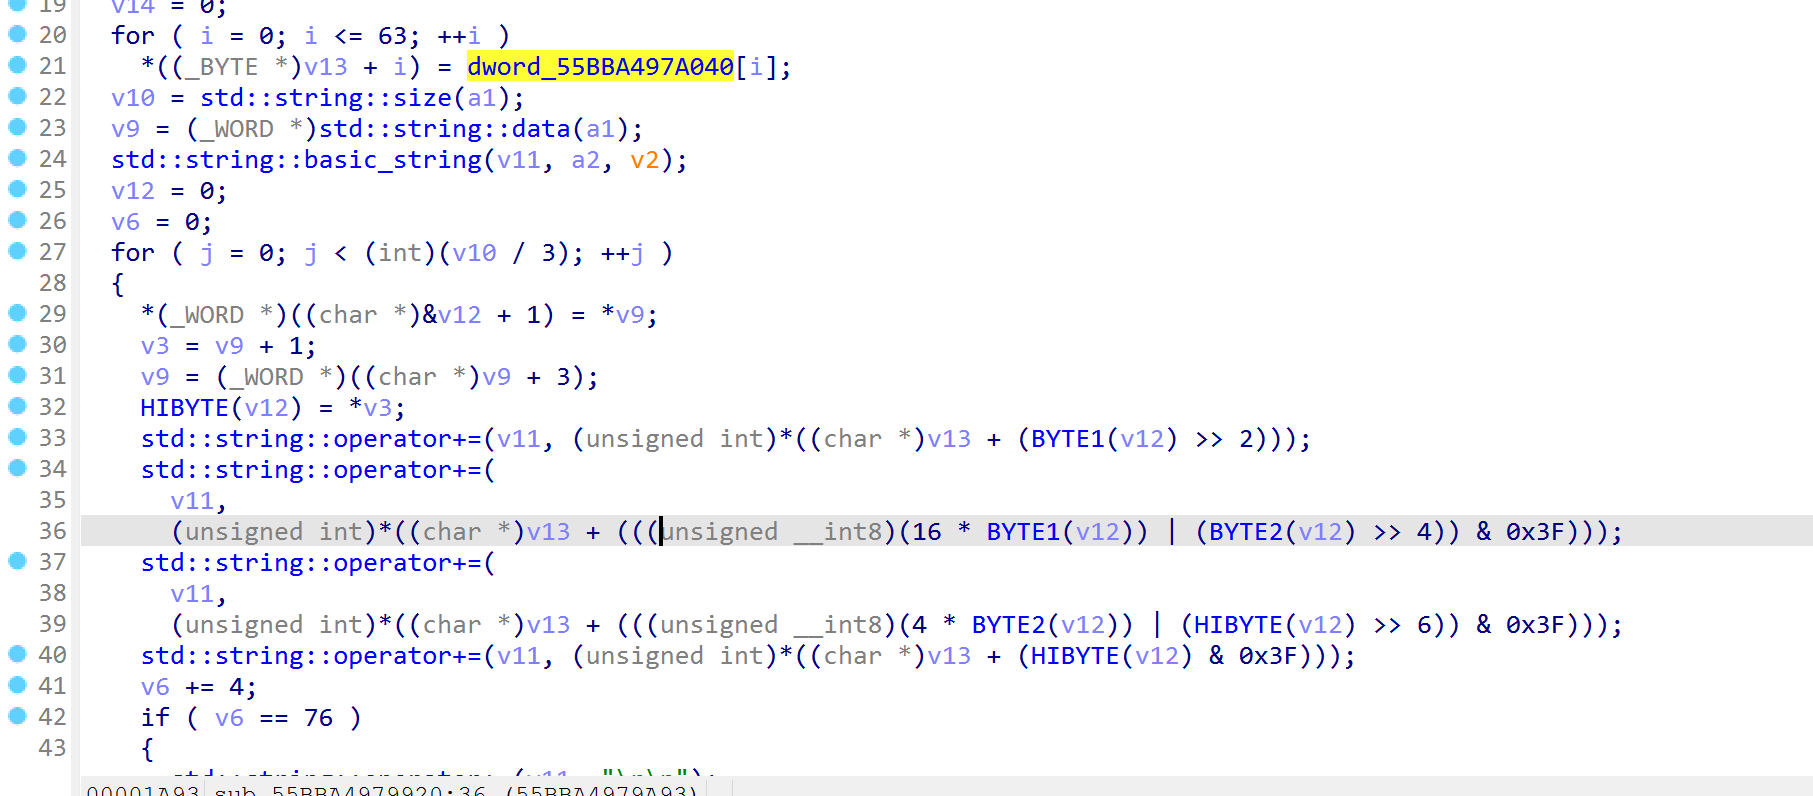 19 v14 = 0;
20 for ( i = 0; i <= 63; ++i )
21 *((_BYTE *)v13 + i) = dword_55BBA497A040[i];
22 v10 = std::string::size(a1);
23 v9 = (_WORD *)std::string::data(a1);
24 std::string::basic_string(v11, a2, v2);
25 v12 = 0;
26 v6 = 0;
27 for ( j = 0; j < (int)(v10 / 3); ++j )
28 {
29 *(_WORD *)((char *)&v12 + 1) = *v9;
30 v3 = v9 + 1;
31 v9 = (_WORD *)((char *)v9 + 3);
32 HIBYTE(v12) = *v3;
33 std::string::operator+=(v11, (unsigned int)*((char *)v13 + (BYTE1(v12) >> 2)));
34 std::string::operator+=(
35 v11,
36 (unsigned int)*((char *)v13 + (((unsigned __int8)(16 * BYTE1(v12)) | (BYTE2(v12) >> 4)) & 0x3F)));
37 std::string::operator+=(
38 v11,
39 (unsigned int)*((char *)v13 + (((unsigned __int8)(4 * BYTE2(v12)) | (HIBYTE(v12) >> 6)) & 0x3F)));
40 std::string::operator+=(v11, (unsigned int)*((char *)v13 + (HIBYTE(v12) & 0x3F)));
41 v6 += 4;
42 if ( v6 == 76 )
43 {
std::string::operator+=(v11, "\r\n");
00001A93 sub_55BBA4979920:36 (55BBA4979A93)